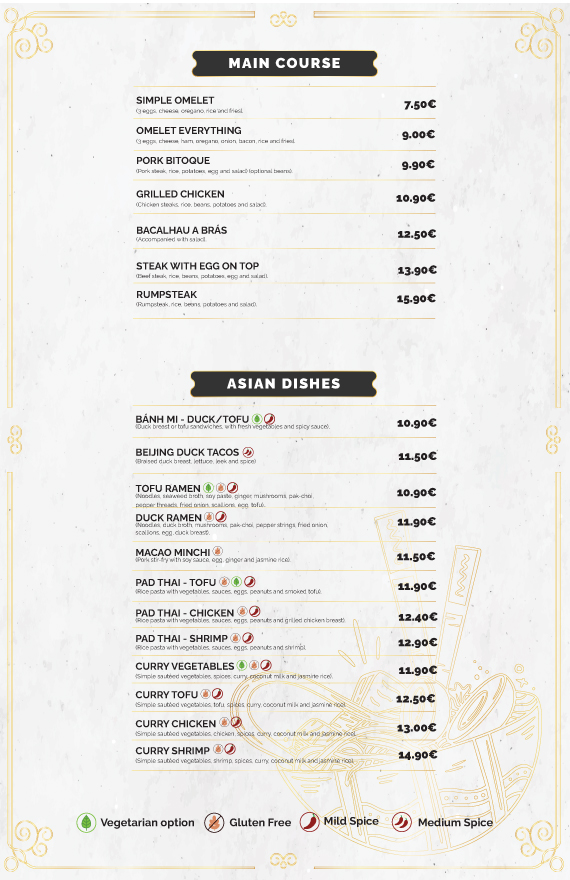 MAIN COURSE
SIMPLE OMELET
7.50€
(3 eggs, cheese, oregano, rice and fries).
OMELET EVERYTHING
9.00€
(3 eggs, cheese, ham, oregano, onion, bacon, rice and fries).
PORK BITOQUE
9.90€
(Pork steak, rice, potatoes, egg and salad) (optional beans).
GRILLED CHICKEN
10.90€
(Chicken steaks, rice, beans, potatoes and salad).
BACALHAU A BRÁS
12.50€
(Accompanied with salad).
STEAK WITH EGG ON TOP
13.90€
(Beef steak, rice, beans, potatoes, egg and salad).
RUMPSTEAK
15.90€
(Rumpsteak, rice, beans, potatoes, egg and salad).
ASIAN DISHES
BÁNH MI - DUCK/TOFU
10.90€
(Duck breast or tofu sandwiches, with fresh vegetables and spicy sauce).
BEIJING DUCK TACOS
11.50€
(Braised duck breast, lettuce, leek and spice)
TOFU RAMEN
10.90€
(Noodles, seaweed broth, soy paste, ginger, mushrooms, pak-choi,
pepper threads, fried onion, scallions, egg, tofu).
DUCK RAMEN
11.90€
(Noodles, duck broth, mushrooms, pak-choi, pepper strings, fried onion,
scallions, egg, duck breast).
MACAO MINCHI
11.50€
(Pork stir-fry with soy sauce, egg, ginger and jasmine rice).
PAD THAI - TOFU
11.90€
(Rice pasta with vegetables, sauces, eggs, peanuts and smoked tofu).
PAD THAI - CHICKEN
12.40€
(Rice pasta with vegetables, sauces, eggs, peanuts and grilled chicken breast).
PAD THAI - SHRIMP
12.90€
(Rice pasta with vegetables, sauces, eggs, peanuts and shrimp).
CURRY VEGETABLES
11.90€
(Simple sautéed vegetables, spices, curry, coconut milk and jasmine rice).
CURRY TOFU
12.50€
(Simple sautéed vegetables, tofu, spices, curry, coconut milk and jasmine rice).
CURRY CHICKEN
13.00€
(Simple sautéed vegetables, chicken, spices, curry, coconut milk and jasmine rice).
CURRY SHRIMP
14.90€
(Simple sautéed vegetables, shrimp, spices, curry, coconut milk and jasmine rice).
Vegetarian option Gluten Free Mild Spice Medium Spice